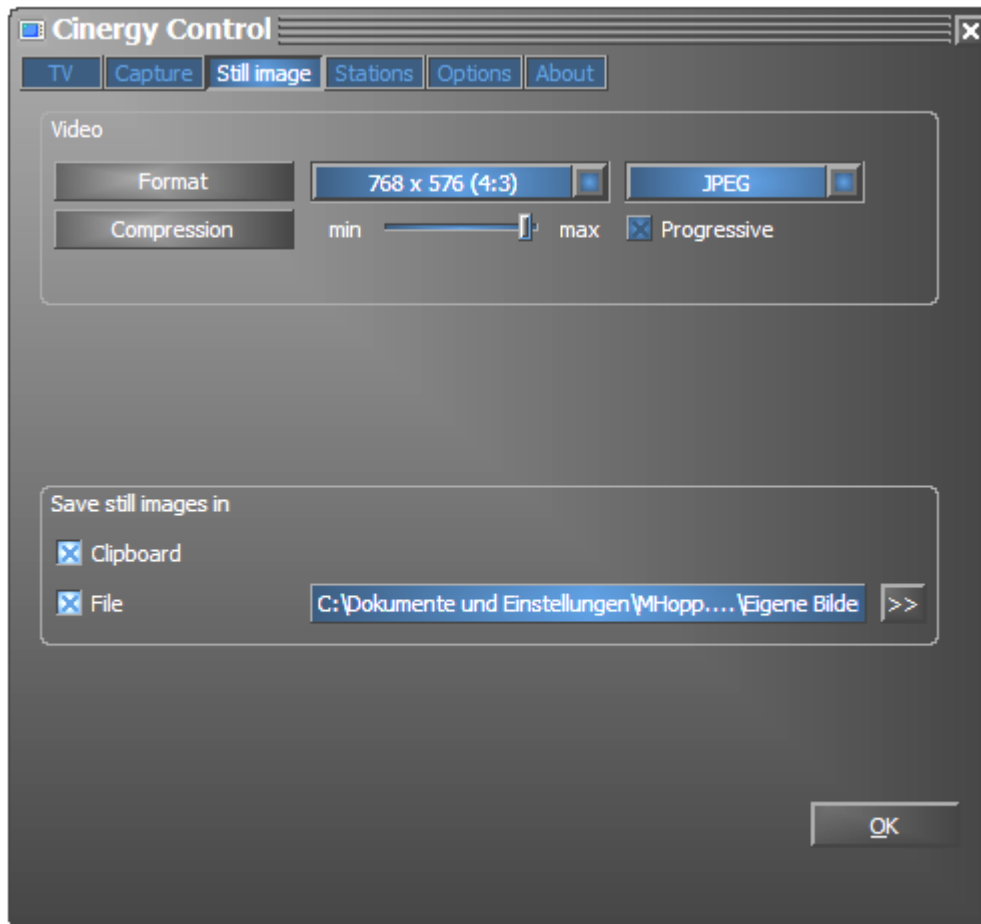 Cinergy Control
TV Capture Still image Stations Options About
Video
Format 768 x 576 (4:3) JPEG
Compression min max Progressive
Save still images in
Clipboard
File C:\Dokumente und Einstellungen\MHopp....\Eigene Bilde >>
OK